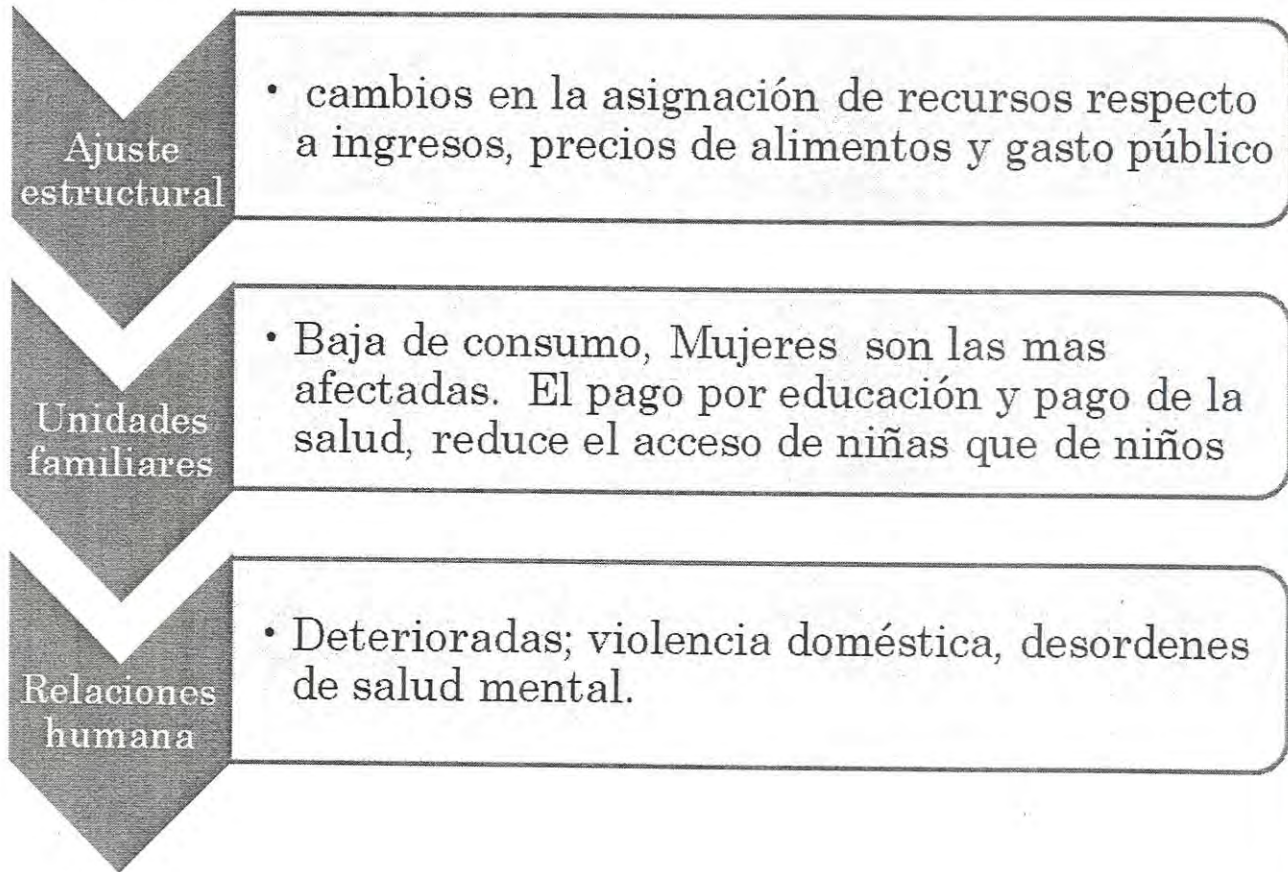 Ajuste
estructural
• cambios en la asignación de recursos respecto
a ingresos, precios de alimentos y gasto público
Unidades
familiares
• Baja de consumo, Mujeres son las mas
afectadas. El pago por educación y pago de la
salud, reduce el acceso de niñas que de niños
Relaciones
humana
• Deterioradas; violencia doméstica, desordenes
de salud mental.